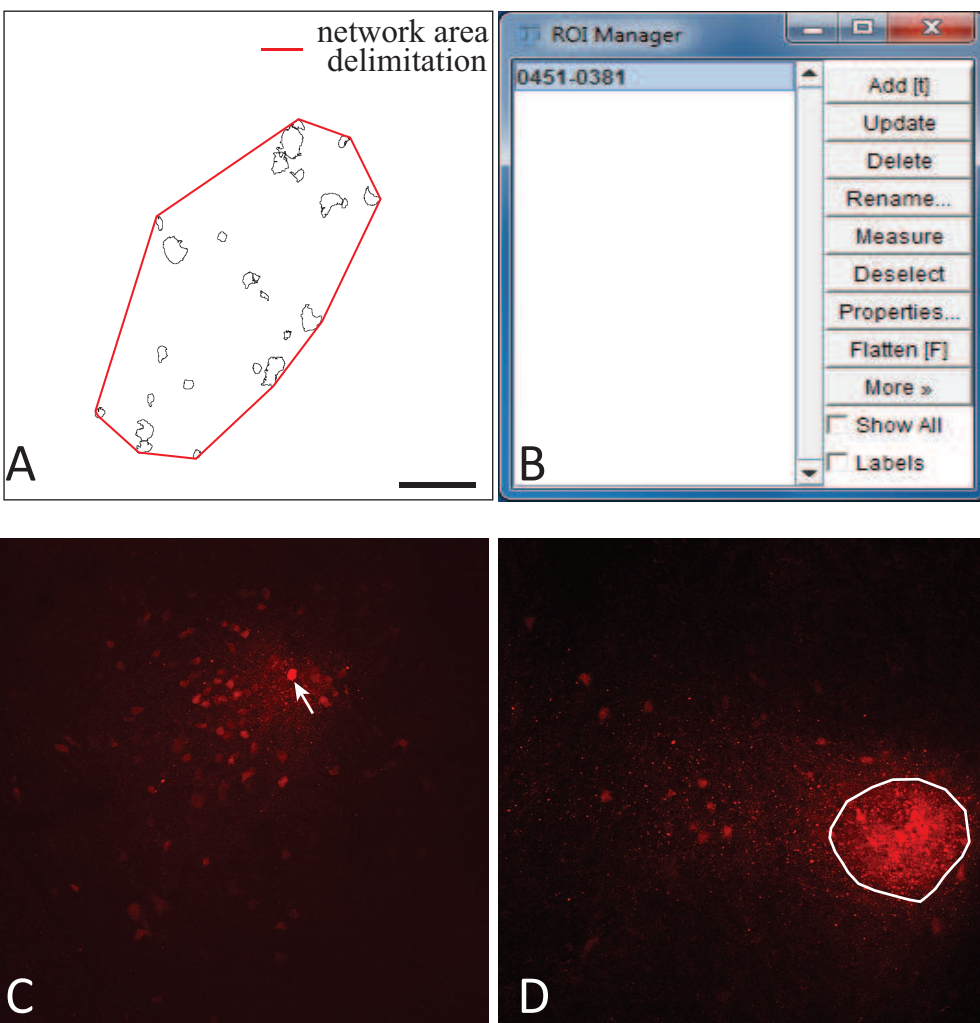 network area
delimitation
A
ROI Manager
0451-0381
Add [t]
Update
Delete
Rename...
Measure
Deselect
Properties...
Flatten [F]
More »
Show All
Labels
B
C
D